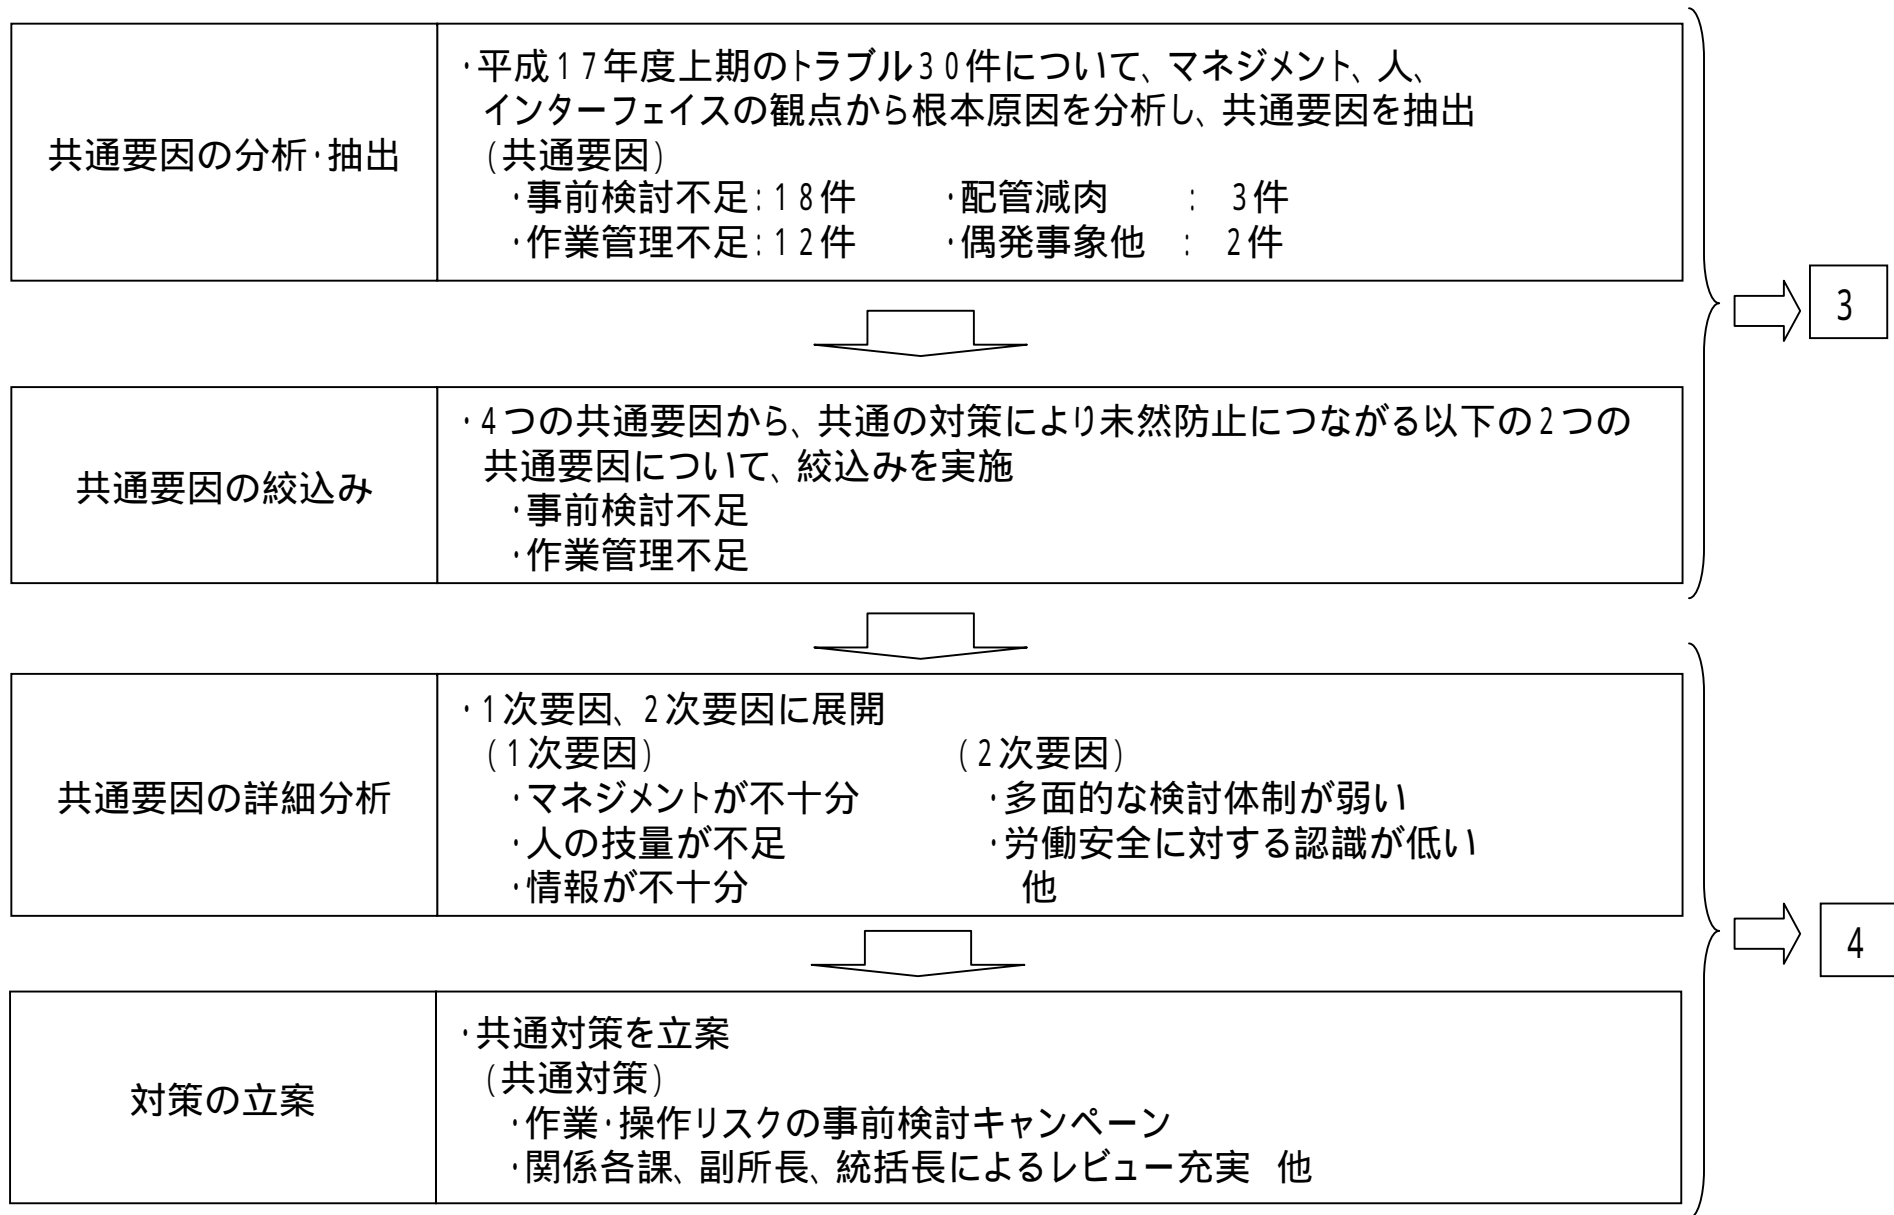 共通要因の分析･抽出
･平成17年度上期のトラブル30件について、マネジメント、人、
インターフェイスの観点から根本原因を分析し、共通要因を抽出
(共通要因)
･事前検討不足:18件 ･配管減肉 : 3件
･作業管理不足:12件 ･偶発事象他 : 2件
3
共通要因の絞込み
･4つの共通要因から、共通の対策により未然防止につながる以下の2つの
共通要因について、絞込みを実施
･事前検討不足
･作業管理不足
共通要因の詳細分析
･1次要因、2次要因に展開
(1次要因) (2次要因)
･マネジメントが不十分 ･多面的な検討体制が弱い
･人の技量が不足 ･労働安全に対する認識が低い
･情報が不十分 他
4
対策の立案
･共通対策を立案
(共通対策)
･作業･操作リスクの事前検討キャンペーン
･関係各課、副所長、統括長によるレビュー充実 他